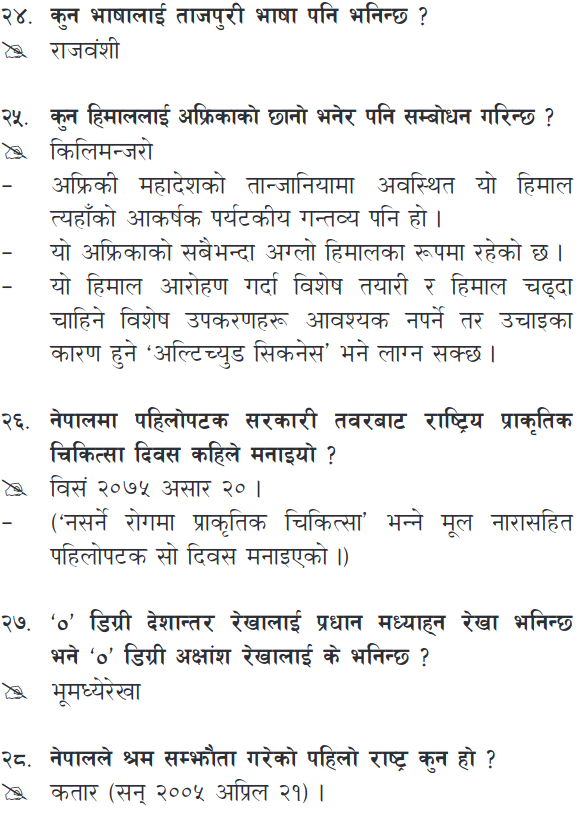 २४. कुन भाषालाई ताजपुरी भाषा पनि भनिन्छ ?
राजवंशी
२५. कुन हिमाललाई अफ्रिकाको छानो भनेर पनि सम्बोधन गरिन्छ ?
किलिमन्जरो
– अफ्रिकी महादेशको तान्जानियामा अवस्थित यो हिमाल
त्यहाँको आकर्षक पर्यटकीय गन्तव्य पनि हो ।
– यो अफ्रिकाको सबैभन्दा अग्लो हिमालका रूपमा रहेको छ ।
– यो हिमाल आरोहण गर्दा विशेष तयारी र हिमाल चढ्दा
चाहिने विशेष उपकरणहरू आवश्यक नपर्ने तर उचाइका
कारण हुने ‘अल्टिच्युड सिकनेस’ भने लाग्न सक्छ ।
२६. नेपालमा पहिलोपटक सरकारी तवरबाट राष्ट्रिय प्राकृतिक
चिकित्सा दिवस कहिले मनाइयो ?
विसं २०७५ असार २० ।
– (‘नसर्ने रोगमा प्राकृतिक चिकित्सा’ भन्ने मूल नारासहित
पहिलोपटक सो दिवस मनाइएको ।)
२७. ‘०’ डिग्री देशान्तर रेखालाई प्रधान मध्याह्न रेखा भनिन्छ
भने ‘०’ डिग्री अक्षांश रेखालाई के भनिन्छ ?
भूमध्येरेखा
२८. नेपालले श्रम सम्झौता गरेको पहिलो राष्ट्र कुन हो ?
कतार (सन् २००५ अप्रिल २१) ।